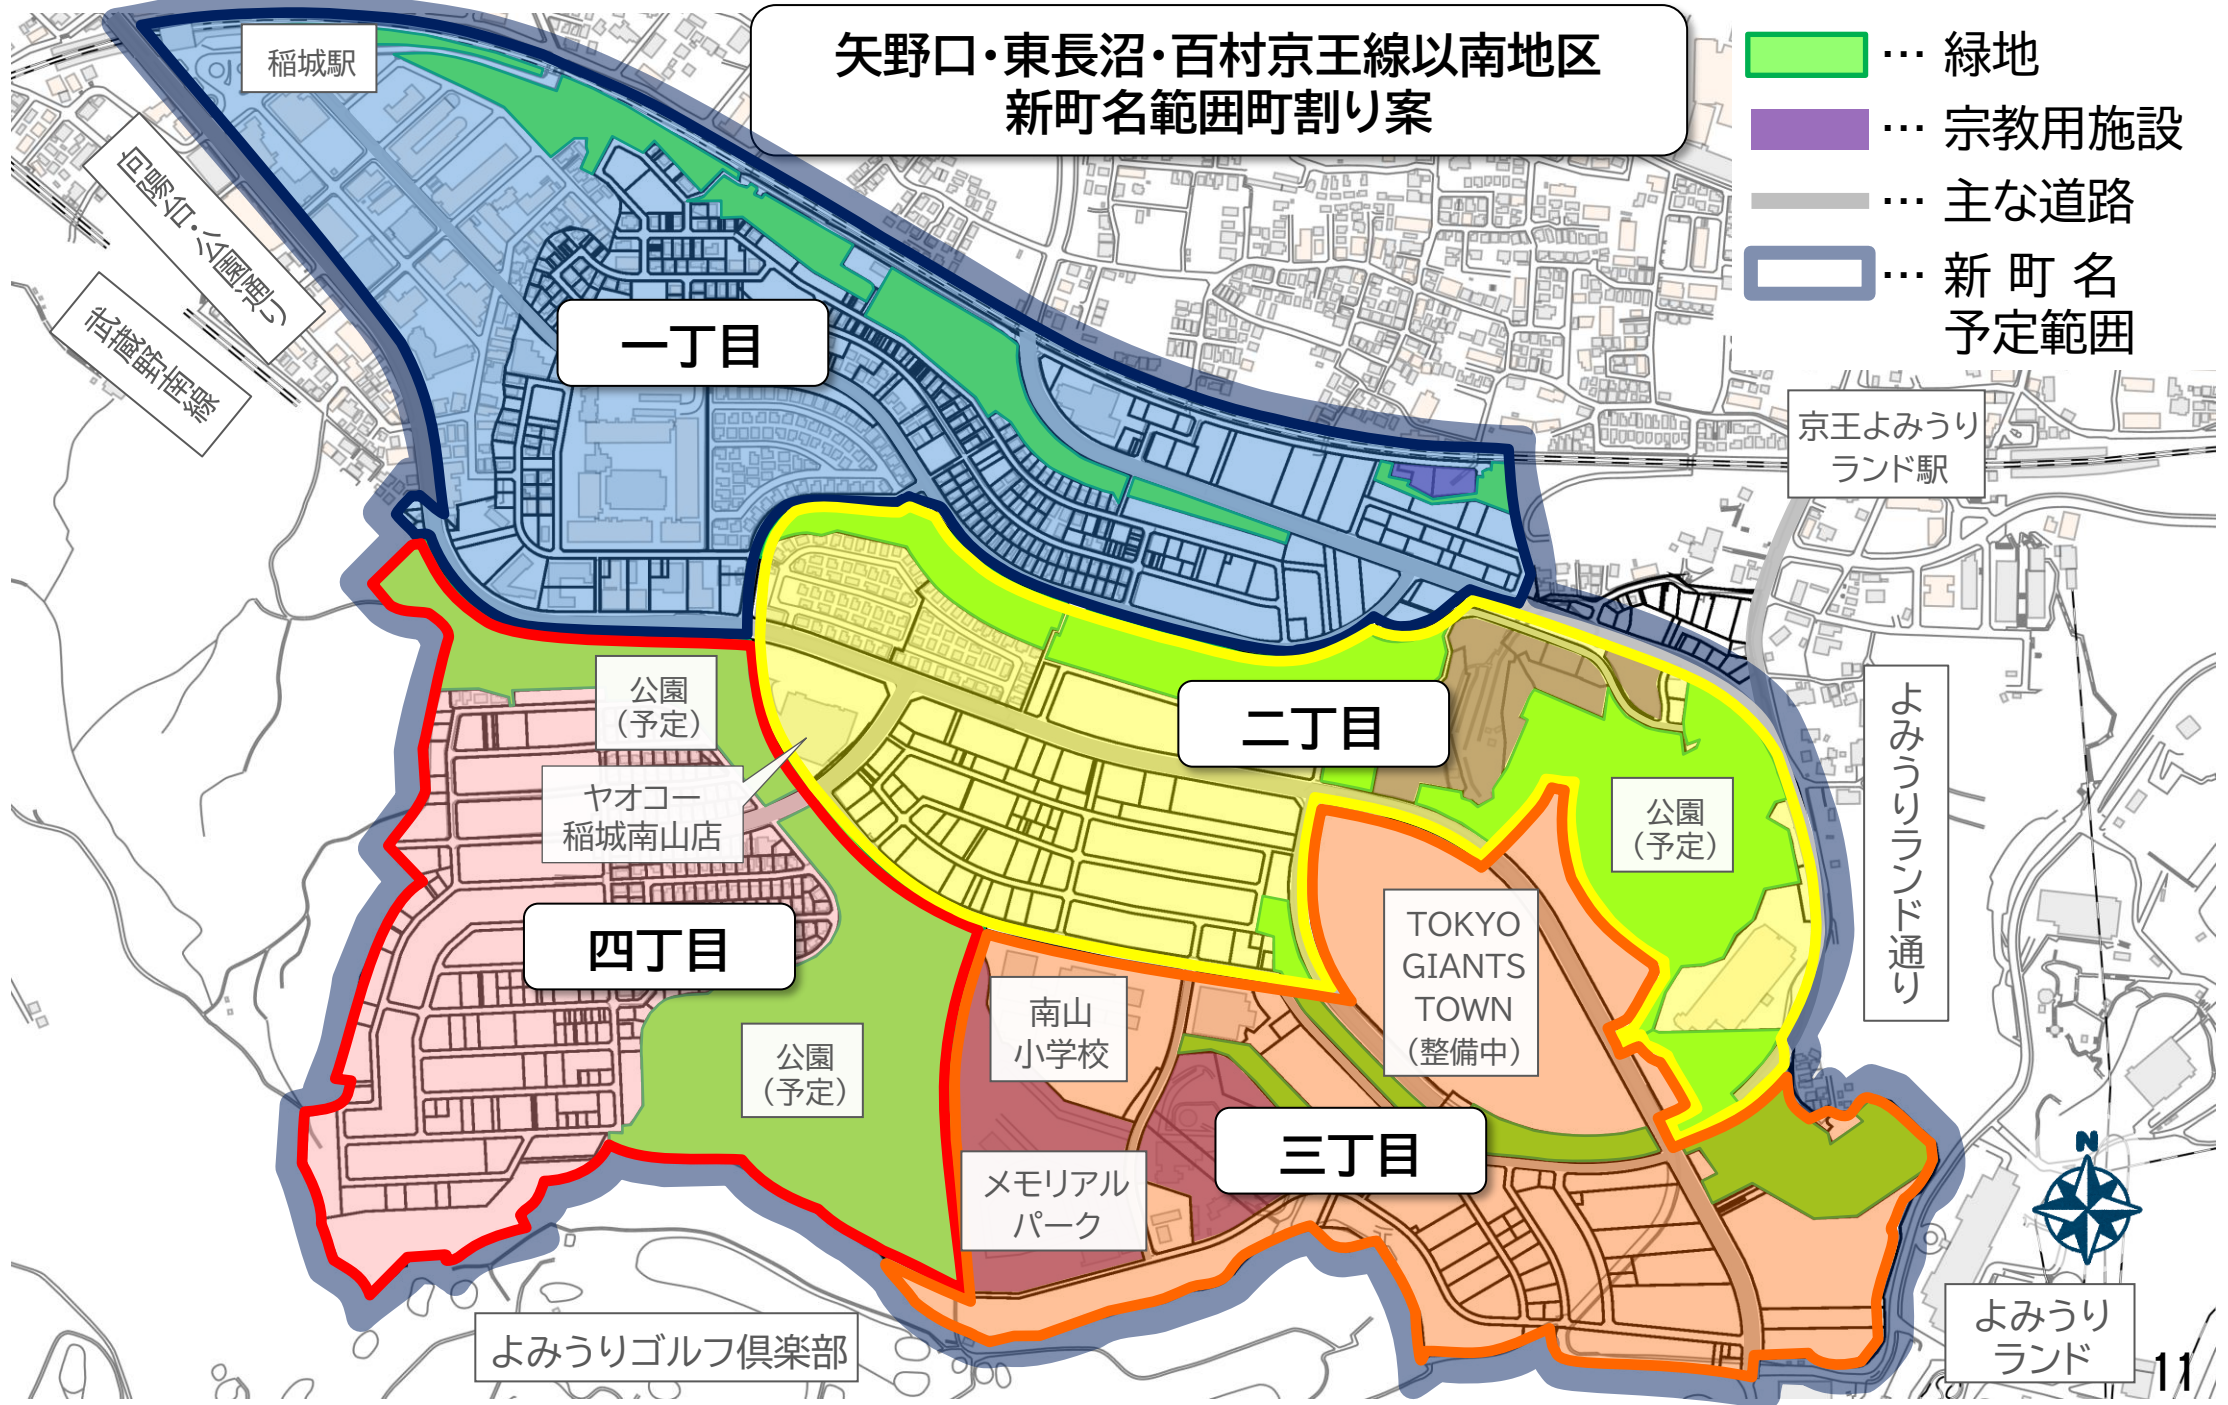 矢野口・東長沼・百村京王線以南地区
新町名範囲町割り案
… 緑地
… 宗教用施設
… 主な道路
… 新町名
予定範囲
稲城駅
向陽台・公園通り
武蔵野南線
一丁目
京王よみうり
ランド駅
公園
（予定）
ヤオコー
稲城南山店
二丁目
公園
（予定）
よみうりランド通り
四丁目
TOKYO
GIANTS
TOWN
（整備中）
南山
小学校
公園
（予定）
三丁目
メモリアル
パーク
N
よみうりゴルフ倶楽部
よみうり
ランド
11